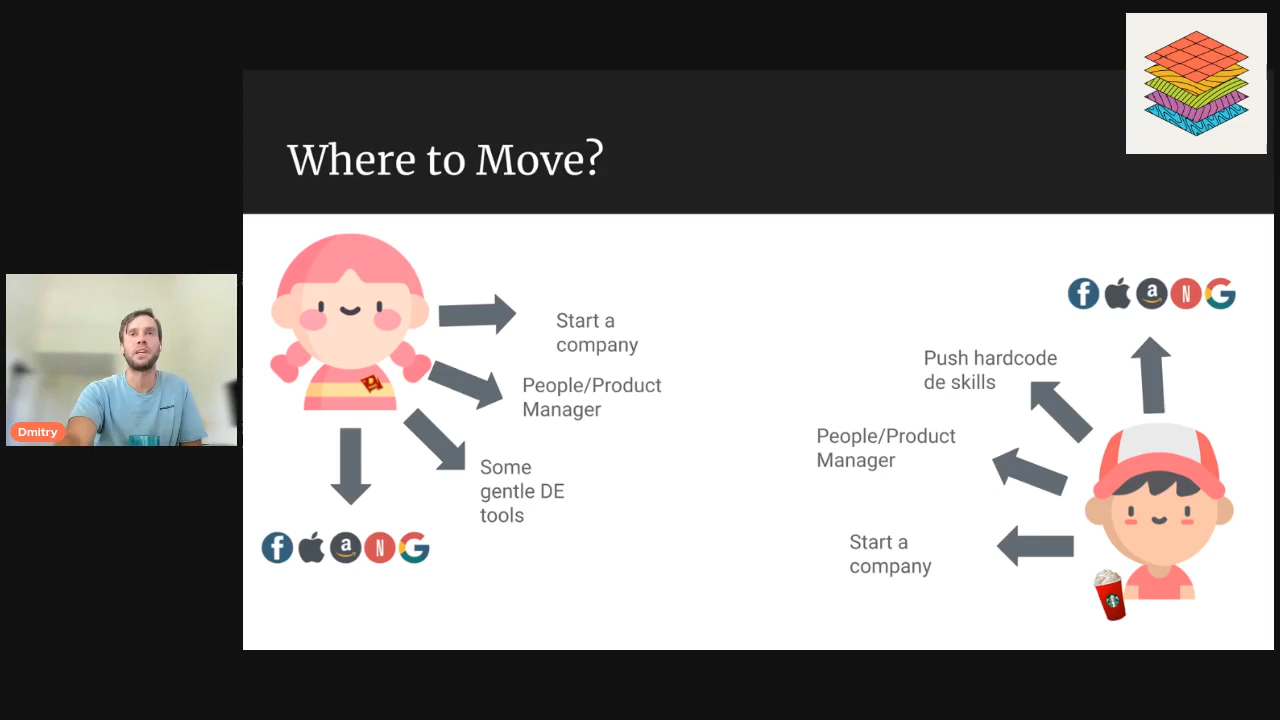 Where to Move?
Start a
company
People/Product
Manager
Some
gentle DE
tools
f a N G
f a N G
Push hardcode
de skills
People/Product
Manager
Start a
company
Dmitry